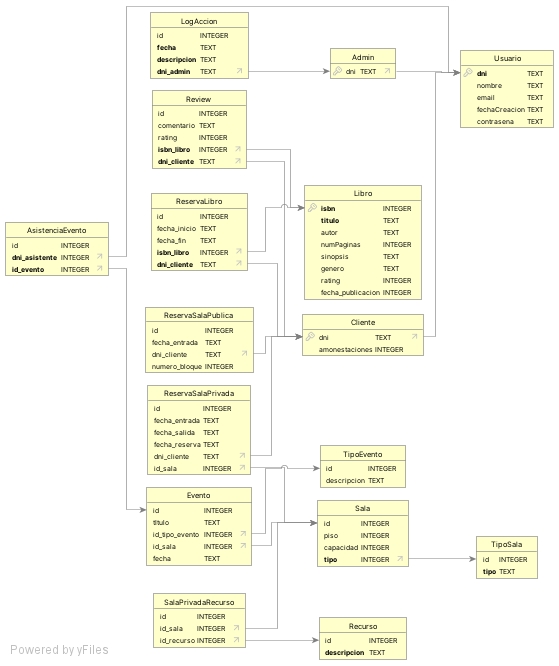 LogAccion
id INTEGER
fecha TEXT
descripcion TEXT
dni_admin TEXT
Admin
dni TEXT
Usuario
dni TEXT
nombre TEXT
email TEXT
fechaCreacion TEXT
contrasena TEXT
Review
id INTEGER
comentario TEXT
rating INTEGER
isbn_libro INTEGER
dni_cliente TEXT
ReservaLibro
id INTEGER
fecha_inicio TEXT
fecha_fin TEXT
isbn_libro INTEGER
dni_cliente TEXT
Libro
isbn INTEGER
titulo TEXT
autor TEXT
numPaginas INTEGER
sinopsis TEXT
genero TEXT
rating INTEGER
fecha_publicacion INTEGER
AsistenciaEvento
id INTEGER
dni_asistente INTEGER
id_evento INTEGER
ReservaSalaPublica
id INTEGER
fecha_entrada TEXT
dni_cliente TEXT
numero_bloque INTEGER
Cliente
dni TEXT
amonestaciones INTEGER
ReservaSalaPrivada
id INTEGER
fecha_entrada TEXT
fecha_salida TEXT
fecha_reserva TEXT
dni_cliente TEXT
id_sala INTEGER
TipoEvento
id INTEGER
descripcion TEXT
Evento
id INTEGER
titulo TEXT
id_tipo_evento INTEGER
id_sala INTEGER
fecha TEXT
Sala
id INTEGER
piso INTEGER
capacidad INTEGER
tipo INTEGER
TipoSala
id INTEGER
tipo TEXT
SalaPrivadaRecurso
id INTEGER
id_sala INTEGER
id_recurso INTEGER
Recurso
id INTEGER
descripcion TEXT
Powered by yFiles